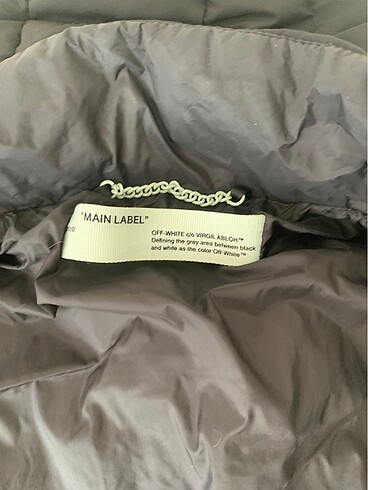 "MAIN LABEL"
OFF-WHITE c/o VIRGIL ABLOH™
Defining the grey area between black
and white as the color Off-White™